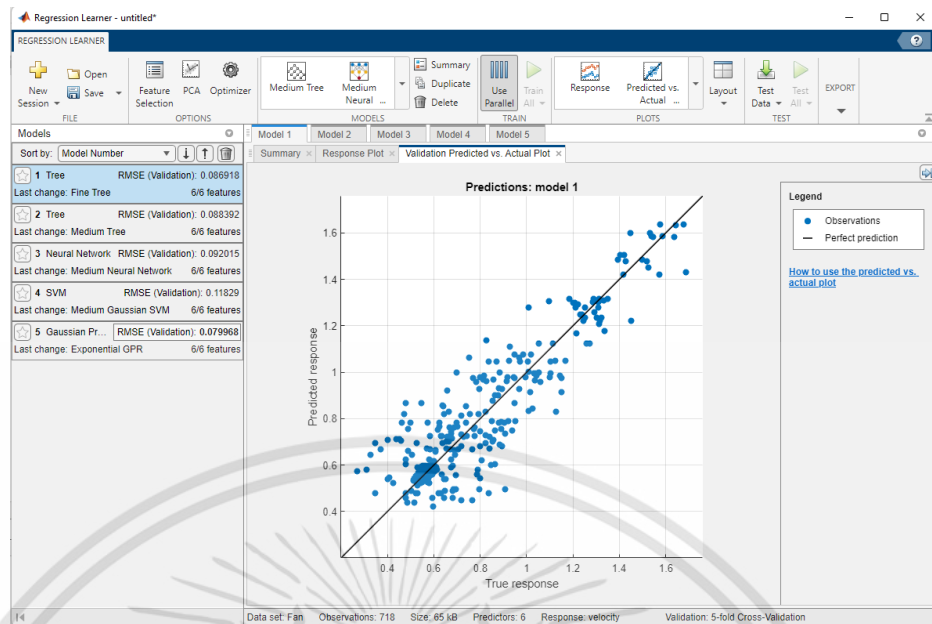 Regression Learner - untitled*
REGRESSION LEARNER
New Session
Open
Save
Feature Selection
PCA
Optimizer
Medium Tree
Medium Neural ...
Summary
Duplicate
Delete
Use Parallel
Train All
Response
Predicted vs. Actual ...
Layout
Test Data
Test All
EXPORT
FILE
OPTIONS
MODELS
TRAIN
PLOTS
TEST
Models
Sort by: Model Number
1 Tree RMSE (Validation): 0.086918
Last change: Fine Tree 6/6 features
2 Tree RMSE (Validation): 0.088392
Last change: Medium Tree 6/6 features
3 Neural Network RMSE (Validation): 0.092015
Last change: Medium Neural Network 6/6 features
4 SVM RMSE (Validation): 0.11829
Last change: Medium Gaussian SVM 6/6 features
5 Gaussian Pr... RMSE (Validation): 0.079968
Last change: Exponential GPR 6/6 features
Model 1 Model 2 Model 3 Model 4 Model 5
Summary Response Plot Validation Predicted vs. Actual Plot
Predictions: model 1
Predicted response
1.6
1.4
1.2
1
0.8
0.6
0.4
0.4 0.6 0.8 1 1.2 1.4 1.6
True response
Legend
Observations
Perfect prediction
How to use the predicted vs.
actual plot
Data set: Fan Observations: 718 Size: 65 kB Predictors: 6 Response: velocity Validation: 5-fold Cross-Validation